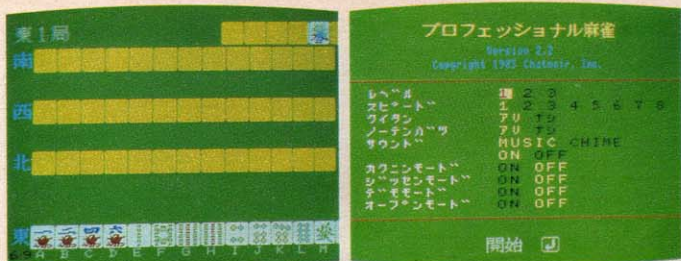 東1局
南
西
北
東
A B C D E F G H I J K L M
プロフェッショナル麻雀
Version 2.2
Copyright 1983 Chatnoir, Inc.
レベル 1 2 3
スピード 1 2 3 4 5 6 7 8
クイタン アリ ナシ
ノーテンバツ アリ ナシ
サウンド MUSIC CHIME
ON OFF
カクニンモード ON OFF
ジッセンモード ON OFF
デモモード ON OFF
オープンモード ON OFF
開始